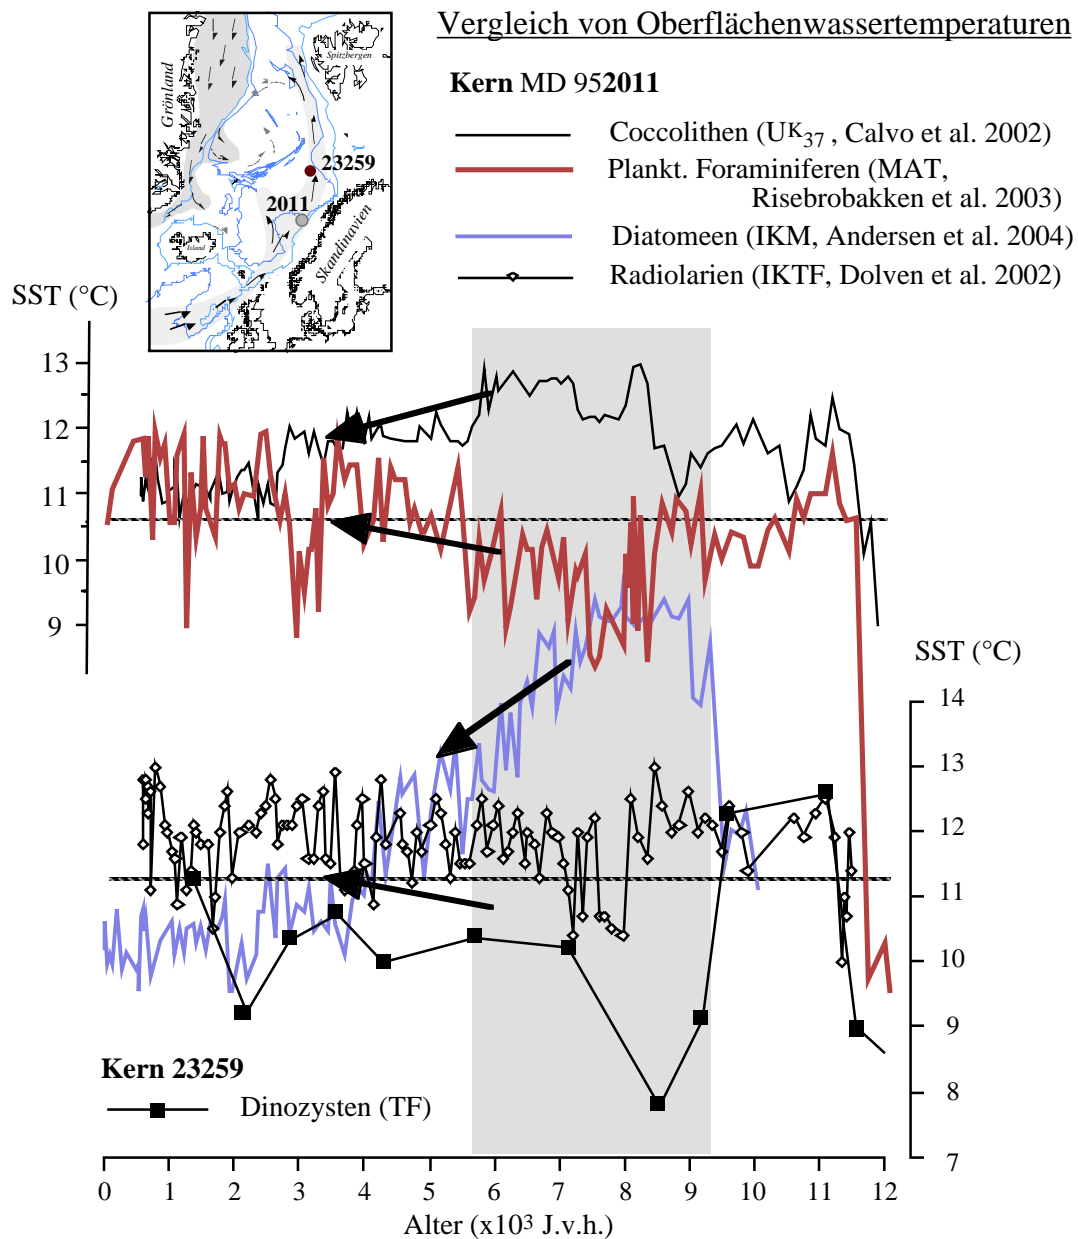 Vergleich von Oberflächenwassertemperaturen
Spitzbergen
Grönland
23259
2011
Skandinavien
Island
Kern MD 952011
Coccolithen (UK37 , Calvo et al. 2002)
Plankt. Foraminiferen (MAT,
Risebrobakken et al. 2003)
Diatomeen (IKM, Andersen et al. 2004)
Radiolarien (IKTF, Dolven et al. 2002)
SST (°C)
13
12
11
10
9
SST (°C)
14
13
12
11
10
9
8
7
Kern 23259
Dinozysten (TF)
0 1 2 3 4 5 6 7 8 9 10 11 12
Alter (x10³ J.v.h.)